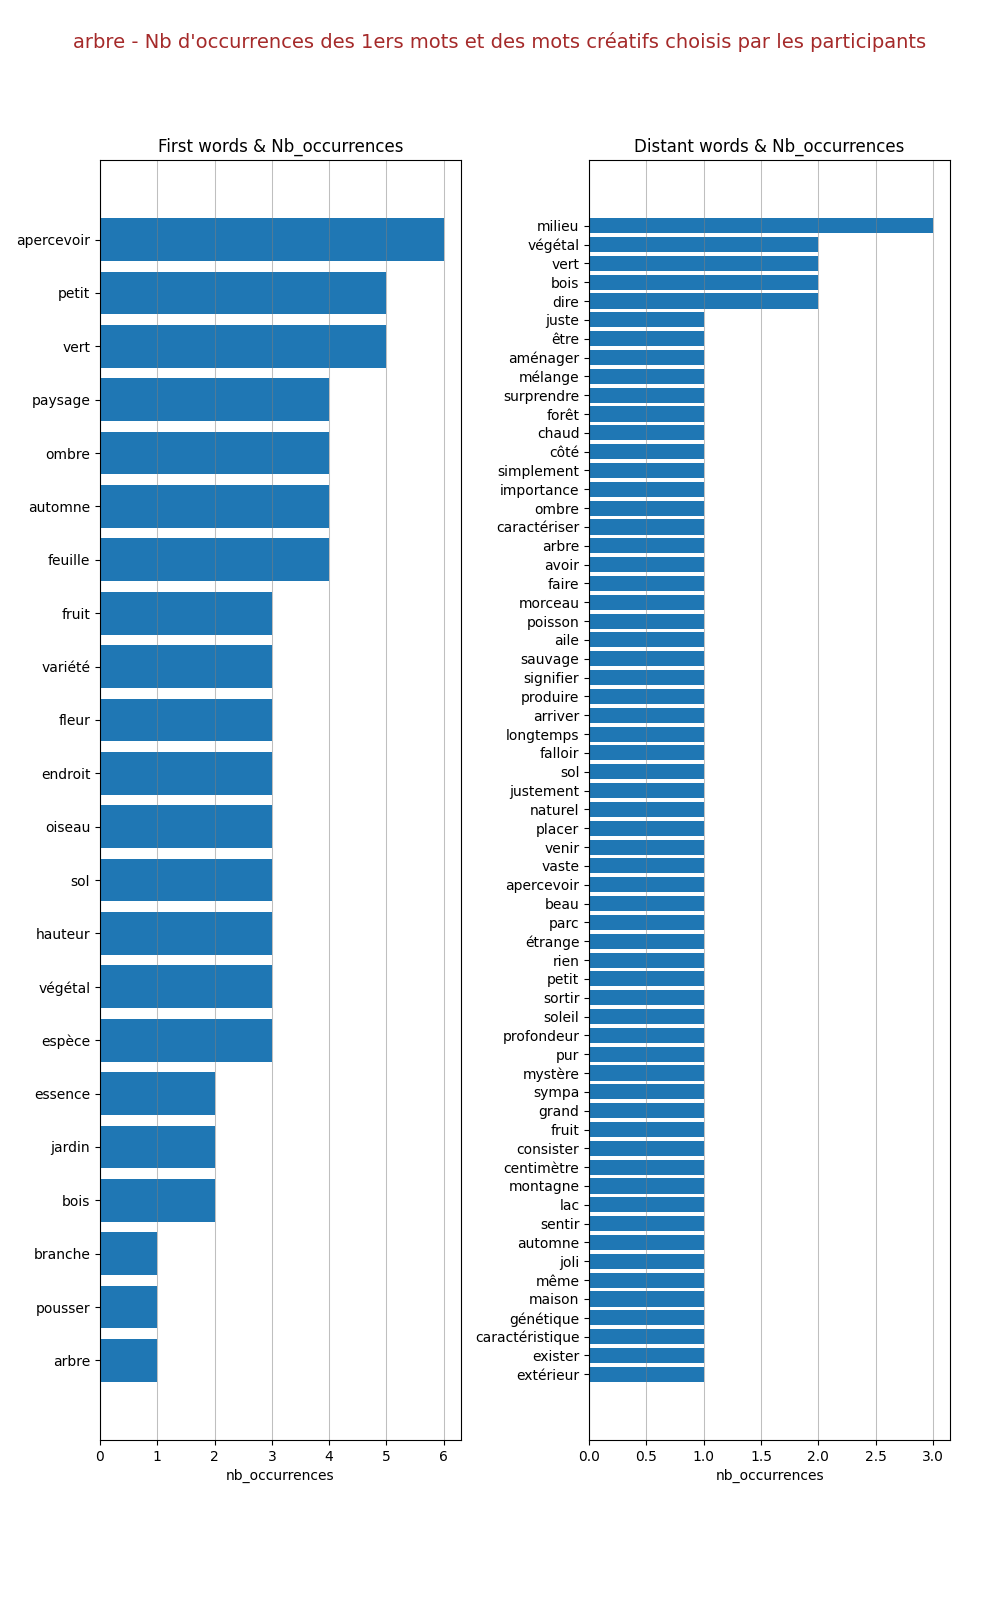 arbre - Nb d'occurrences des 1ers mots et des mots créatifs choisis par les participants
First words & Nb_occurrences
apercevoir
petit
vert
paysage
ombre
automne
feuille
fruit
variété
fleur
endroit
oiseau
sol
hauteur
végétal
espèce
essence
jardin
bois
branche
pousser
arbre
0 1 2 3 4 5 6
nb_occurrences
Distant words & Nb_occurrences
milieu
végétal
vert
bois
dire
juste
être
aménager
mélange
surprendre
forêt
chaud
côté
simplement
importance
ombre
caractériser
arbre
avoir
faire
morceau
poisson
aile
sauvage
signifier
produire
arriver
longtemps
falloir
sol
justement
naturel
placer
venir
vaste
apercevoir
beau
parc
étrange
rien
petit
sortir
soleil
profondeur
pur
mystère
sympa
grand
fruit
consister
centimètre
montagne
lac
sentir
automne
joli
même
maison
génétique
caractéristique
exister
extérieur
0.0 0.5 1.0 1.5 2.0 2.5 3.0
nb_occurrences